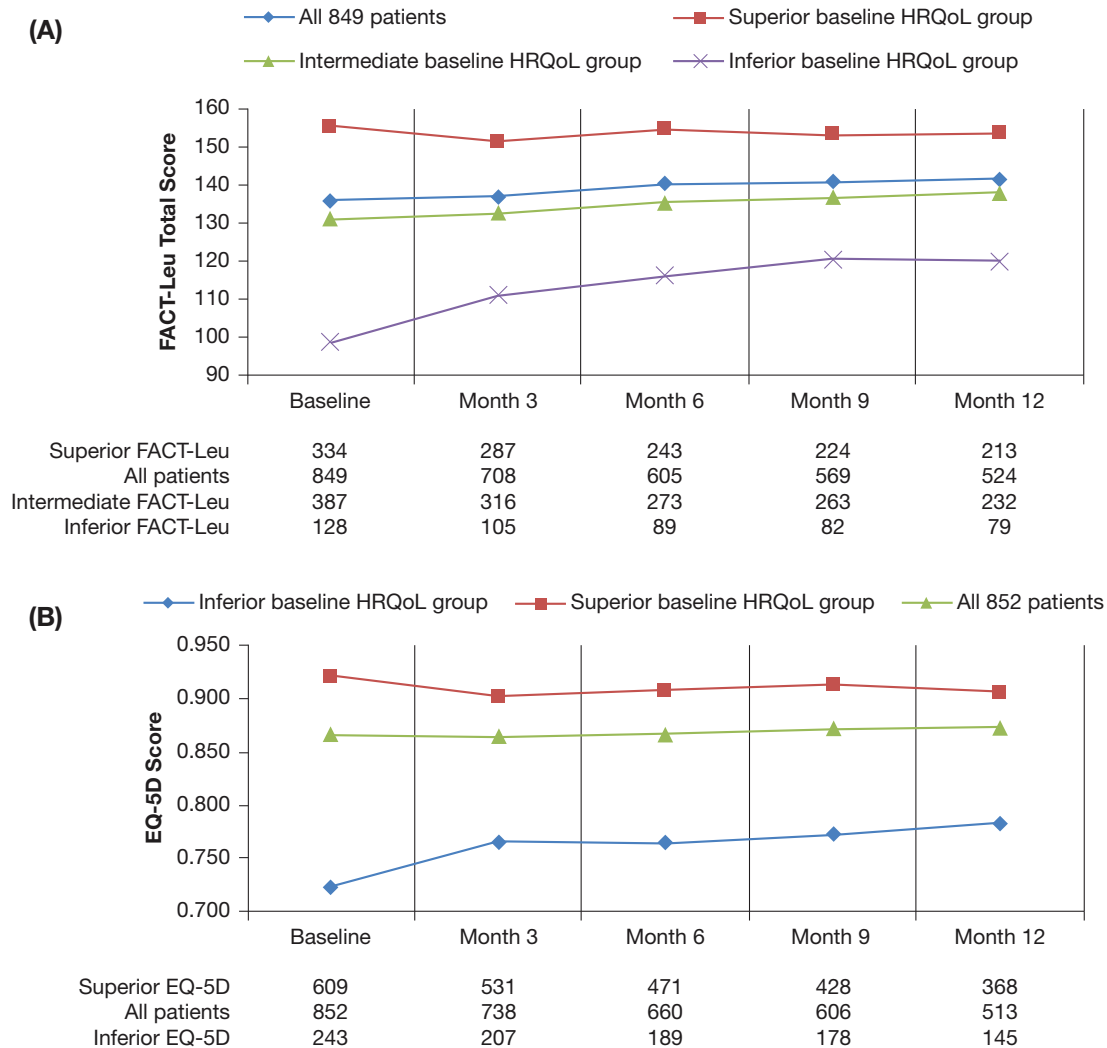 (A)
All 849 patients Superior baseline HRQoL group
Intermediate baseline HRQoL group Inferior baseline HRQoL group
FACT-Leu Total Score
160
150
140
130
120
110
100
90
Baseline Month 3 Month 6 Month 9 Month 12
Superior FACT-Leu 334 287 243 224 213
All patients 849 708 605 569 524
Intermediate FACT-Leu 387 316 273 263 232
Inferior FACT-Leu 128 105 89 82 79
(B)
Inferior baseline HRQoL group Superior baseline HRQoL group All 852 patients
EQ-5D Score
0.950
0.900
0.850
0.800
0.750
0.700
Baseline Month 3 Month 6 Month 9 Month 12
Superior EQ-5D 609 531 471 428 368
All patients 852 738 660 606 513
Inferior EQ-5D 243 207 189 178 145